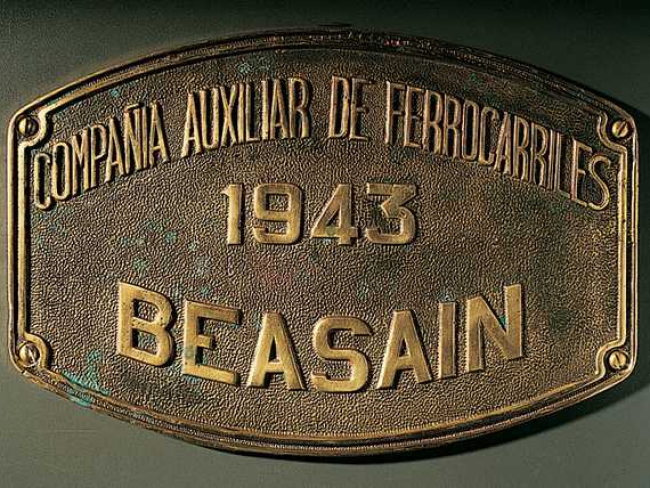 COMPAÑIA AUXILIAR DE FERROCARRILES
1943
BEASAIN